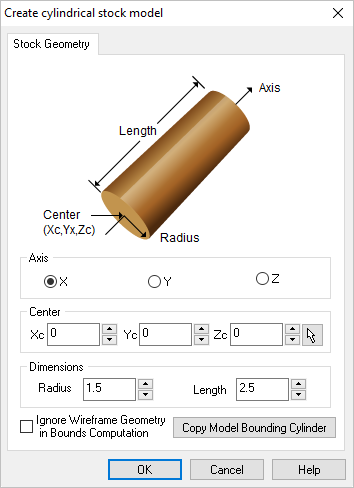 Create cylindrical stock model
Stock Geometry
Axis
Length
Center
(Xc,Yx,Zc)
Radius
Axis
X
Y
Z
Center
Xc 0
Yc 0
Zc 0
Dimensions
Radius 1.5
Length 2.5
Ignore Wireframe Geometry
in Bounds Computation
Copy Model Bounding Cylinder
OK
Cancel
Help